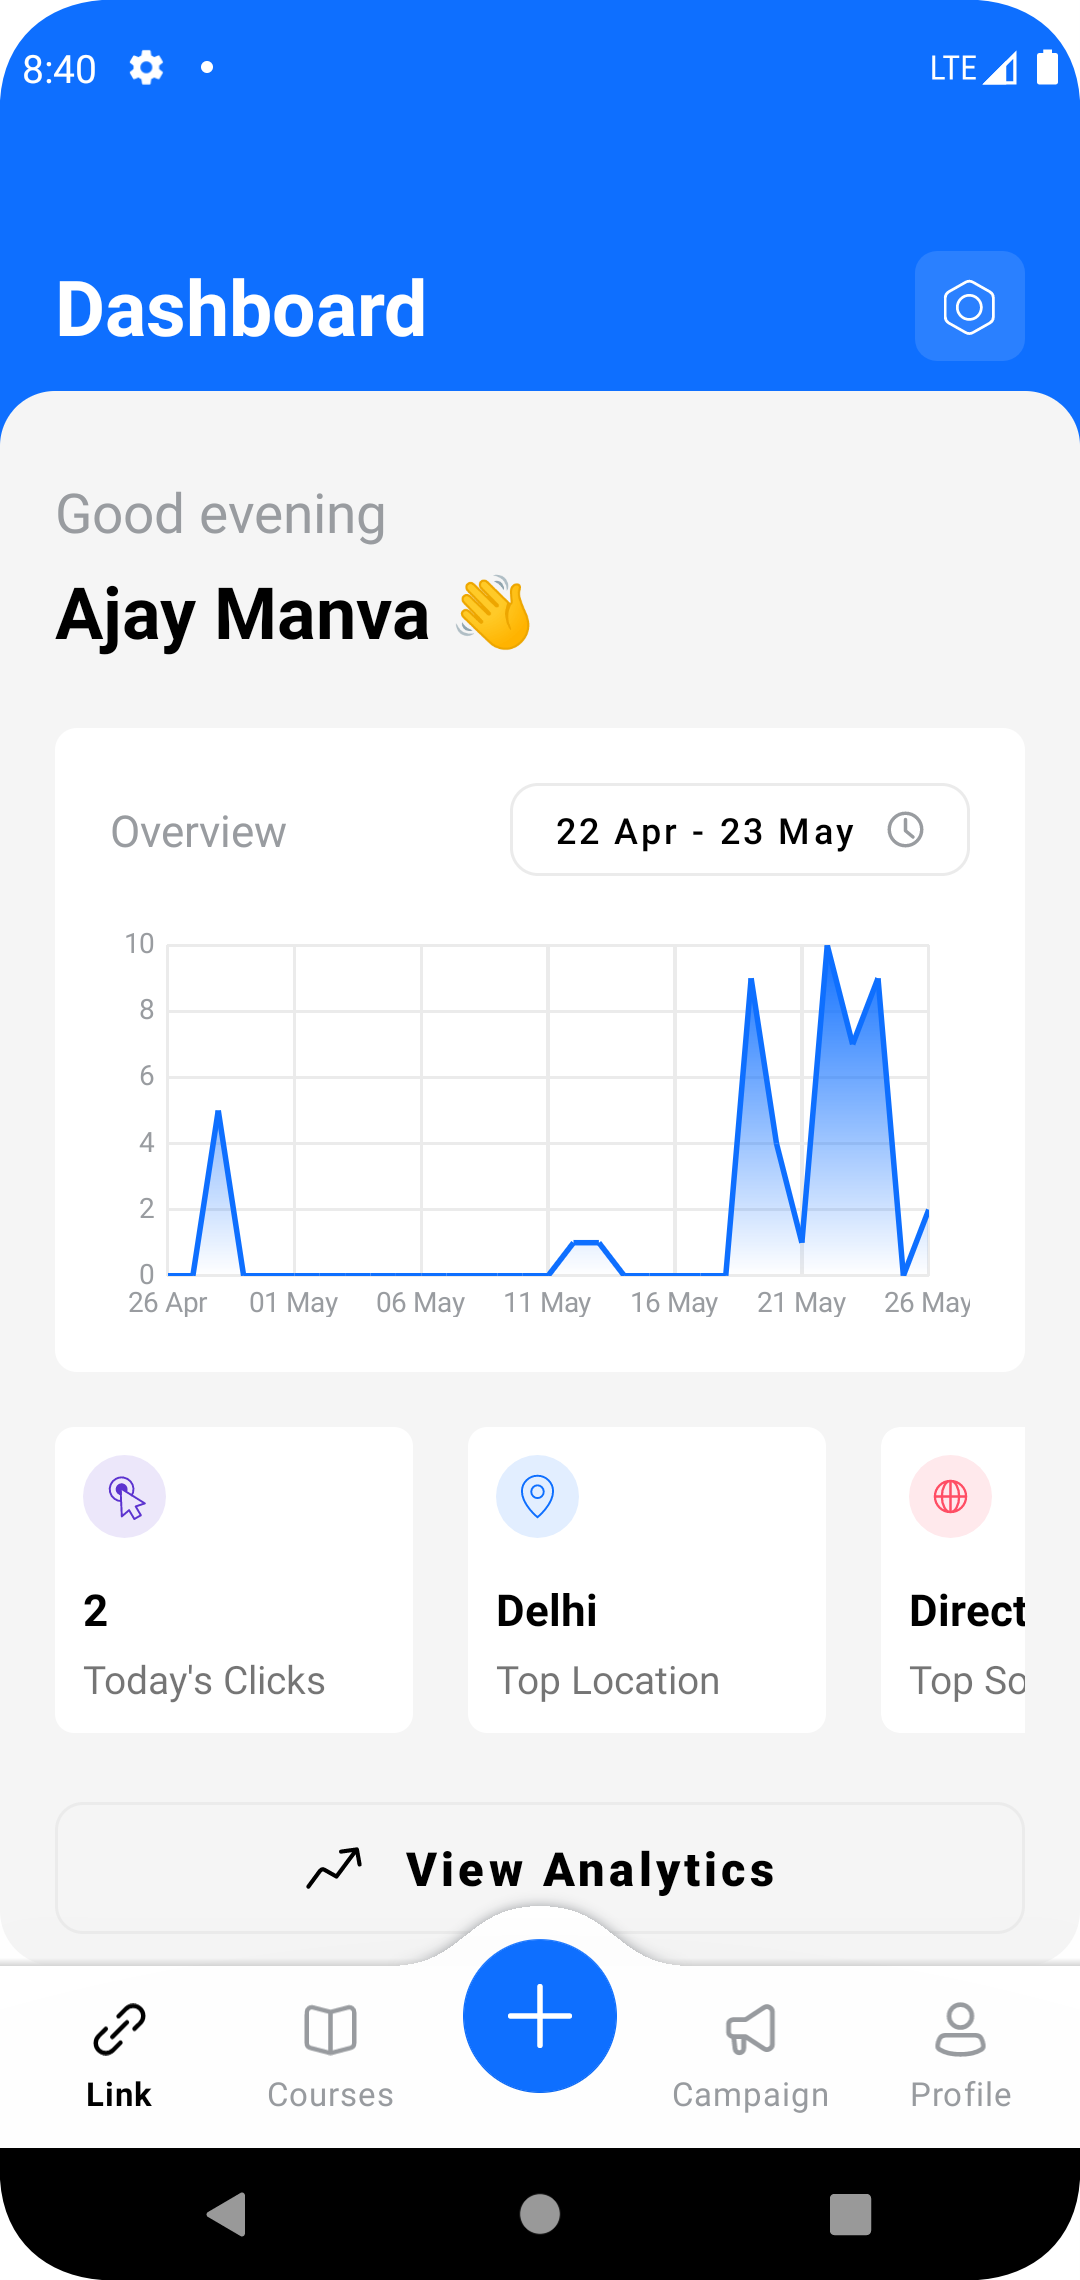 8:40 LTE
Dashboard
Good evening
Ajay Manva 👋
Overview
22 Apr - 23 May
10
8
6
4
2
0
26 Apr 01 May 06 May 11 May 16 May 21 May 26 May
2 Delhi Direct
Today's Clicks Top Location Top So
View Analytics
Link Courses Campaign Profile